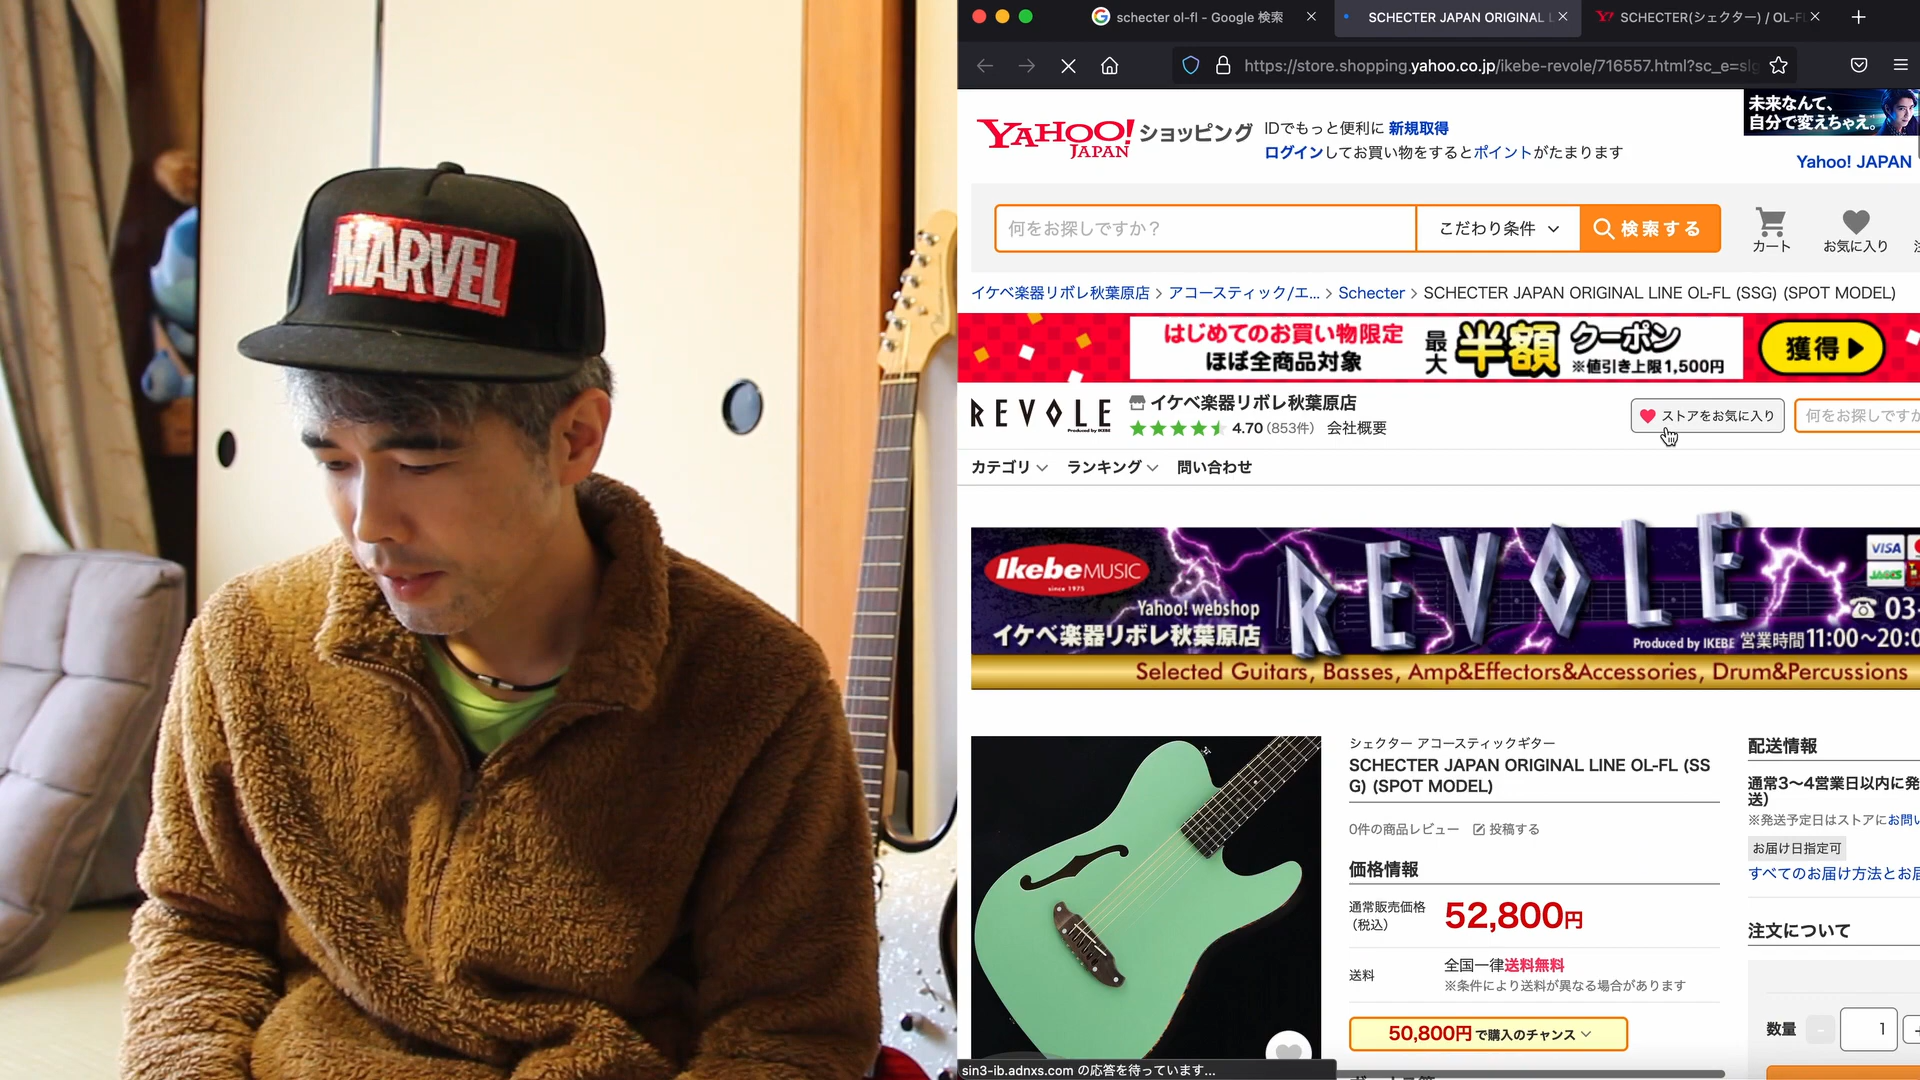 MARVEL
schecter ol-fl - Google 検索
SCHECTER JAPAN ORIGINAL L
SCHECTER(シェクター) / OL-F
https://store.shopping.yahoo.co.jp/ikebe-revole/716557.html?sc_e=slg
YAHOO! JAPAN ショッピング
IDでもっと便利に 新規取得
ログインしてお買い物をするとポイントがたまります
未来なんて、
自分で変えちゃえ。
Yahoo! JAPAN
何をお探しですか？
こだわり条件
検索する
カート
お気に入り
イケベ楽器リボレ秋葉原店 > アコースティック/エ... > Schecter > SCHECTER JAPAN ORIGINAL LINE OL-FL (SSG) (SPOT MODEL)
はじめてのお買い物限定
ほぼ全商品対象
最大半額クーポン
※値引き上限1,500円
獲得
REVOLE
Produced by IKEBE
イケベ楽器リボレ秋葉原店
4.70 (853件) 会社概要
ストアをお気に入り
何をお探しですか
カテゴリ ランキング 問い合わせ
Ikebe MUSIC
since 1975
Yahoo! webshop
イケベ楽器リボレ秋葉原店
REVOLE
VISA
03-
Produced by IKEBE 営業時間11:00〜20:0
Selected Guitars, Basses, Amp&Effectors&Accessories, Drum&Percussions
シェクター アコースティックギター
SCHECTER JAPAN ORIGINAL LINE OL-FL (SS
G) (SPOT MODEL)
0件の商品レビュー 投稿する
価格情報
通常販売価格
(税込)
52,800円
送料
全国一律送料無料
※条件により送料が異なる場合があります
50,800円で購入のチャンス
配送情報
通常3〜4営業日以内に発
送)
※発送予定日はストアにお問い
お届け日指定可
すべてのお届け方法とお届
注文について
数量
1
sin3-ib.adnxs.com の応答を待っています...